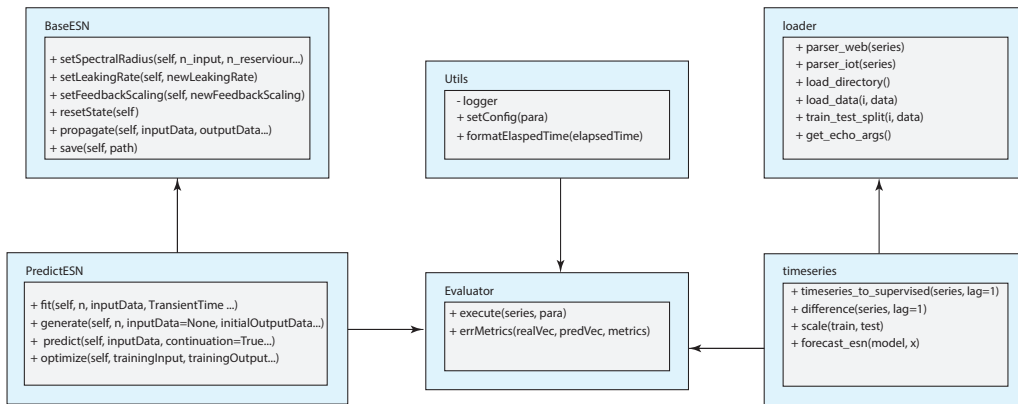 BaseESN
+ setSpectralRadius(self, n_input, n_reserviour...)
+ setLeakingRate(self, newLeakingRate)
+ setFeedbackScaling(self, newFeedbackScaling)
+ resetState(self)
+ propagate(self, inputData, outputData...)
+ save(self, path)
Utils
- logger
+ setConfig(para)
+ formatElaspedTime(elapsedTime)
loader
+ parser_web(series)
+ parser_iot(series)
+ load_directory()
+ load_data(i, data)
+ train_test_split(i, data)
+ get_echo_args()
PredictESN
+ fit(self, n, inputData, TransientTime ...)
+ generate(self, n, inputData=None, initialOutputData...)
+ predict(self, inputData, continuation=True...)
+ optimize(self, trainingInput, trainingOutput...)
Evaluator
+ execute(series, para)
+ errMetrics(realVec, predVec, metrics)
timeseries
+ timeseries_to_supervised(series, lag=1)
+ difference(series, lag=1)
+ scale(train, test)
+ forecast_esn(model, x)